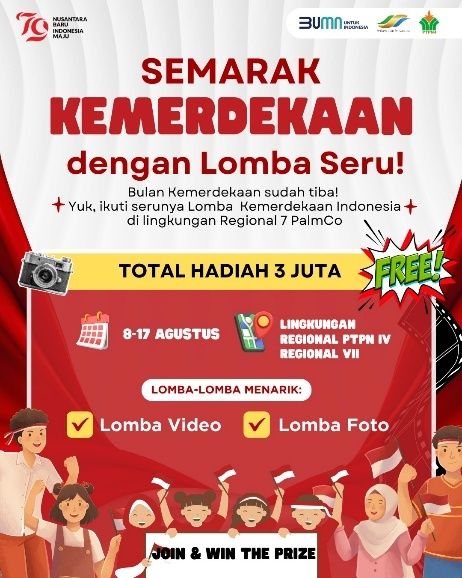 79
NUSANTARA
BARU
INDONESIA
MAJU
BUMN UNTUK
INDONESIA
PTPN IV
SEMARAK
KEMERDEKAAN
dengan Lomba Seru!
Bulan Kemerdekaan sudah tiba!
Yuk, ikuti serunya Lomba Kemerdekaan Indonesia
di lingkungan Regional 7 PalmCo
TOTAL HADIAH 3 JUTA
FREE!
8-17 AGUSTUS
LINGKUNGAN
REGIONAL PTPN IV
REGIONAL VII
LOMBA-LOMBA MENARIK:
Lomba Video
Lomba Foto
JOIN & WIN THE PRIZE